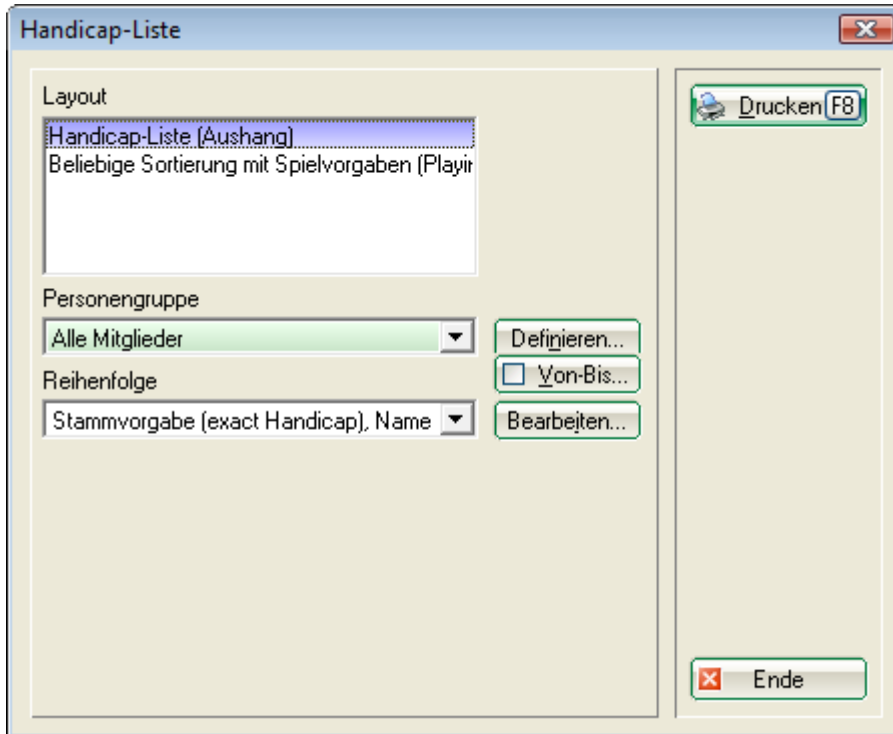 Handicap-Liste
Layout
Handicap-Liste (Aushang)
Beliebige Sortierung mit Spielvorgaben (Playin
Personengruppe
Alle Mitglieder
Definieren...
Von-Bis...
Reihenfolge
Stammvorgabe (exact Handicap), Name
Bearbeiten...
Drucken F8
Ende